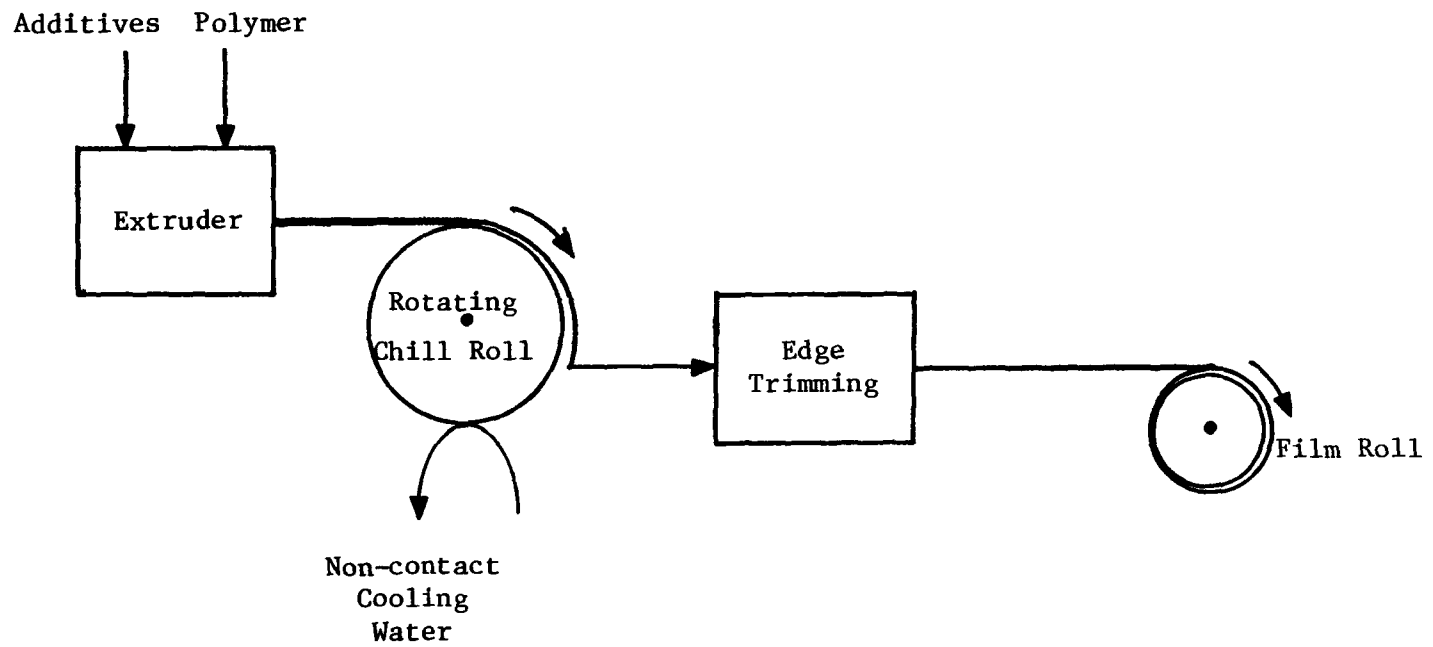 Additives Polymer
Extruder
Rotating
Chill Roll
Edge
Trimming
Film Roll
Non-contact
Cooling
Water